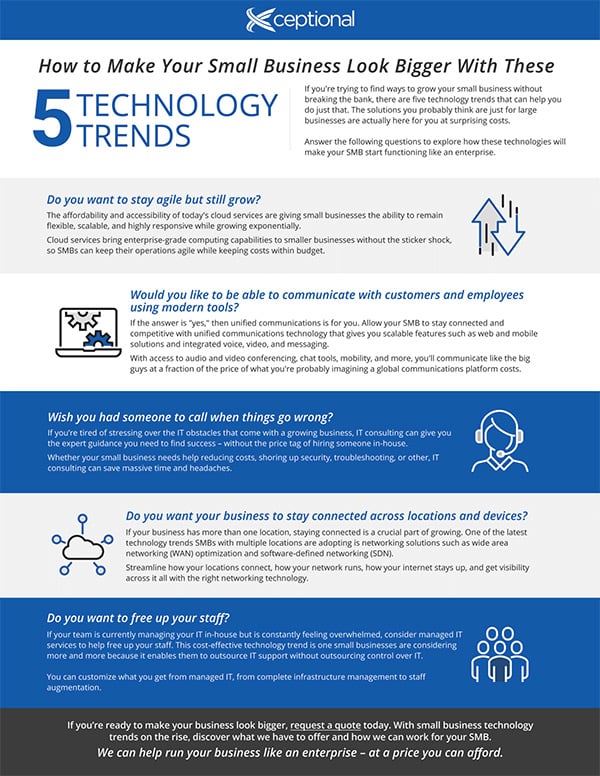 Xceptional
How to Make Your Small Business Look Bigger With These
5 TECHNOLOGY
TRENDS
If you're trying to find ways to grow your small business without
breaking the bank, there are five technology trends that can help you
do just that. The solutions you probably think are just for large
businesses are actually here for you at surprising costs.
Answer the following questions to explore how these technologies will
make your SMB start functioning like an enterprise.
Do you want to stay agile but still grow?
The affordability and accessibility of today's cloud services are giving small businesses the ability to remain
flexible, scalable, and highly responsive while growing exponentially.
Cloud services bring enterprise-grade computing capabilities to smaller businesses without the sticker shock,
so SMBs can keep their operations agile while keeping costs within budget.
Would you like to be able to communicate with customers and employees
using modern tools?
If the answer is "yes," then unified communications is for you. Allow your SMB to stay connected and
competitive with unified communications technology that gives you scalable features such as web and mobile
solutions and integrated voice, video, and messaging.
With access to audio and video conferencing, chat tools, mobility, and more, you'll communicate like the big
guys at a fraction of the price of what you're probably imagining a global communications platform costs.
Wish you had someone to call when things go wrong?
If you're tired of stressing over the IT obstacles that come with a growing business, IT consulting can give you
the expert guidance you need to find success – without the price tag of hiring someone in-house.
Whether your small business needs help reducing costs, shoring up security, troubleshooting, or other, IT
consulting can save massive time and headaches.
Do you want your business to stay connected across locations and devices?
If your business has more than one location, staying connected is a crucial part of growing. One of the latest
technology trends SMBs with multiple locations are adopting is networking solutions such as wide area
networking (WAN) optimization and software-defined networking (SDN).
Streamline how your locations connect, how your network runs, how your internet stays up, and get visibility
across it all with the right networking technology.
Do you want to free up your staff?
If your team is currently managing your IT in-house but is constantly feeling overwhelmed, consider managed IT
services to help free up your staff. This cost-effective technology trend is one small businesses are considering
more and more because it enables them to outsource IT support without outsourcing control over IT.
You can customize what you get from managed IT, from complete infrastructure management to staff
augmentation.
If you're ready to make your business look bigger, request a quote today. With small business technology
trends on the rise, discover what we have to offer and how we can work for your SMB.
We can help run your business like an enterprise – at a price you can afford.